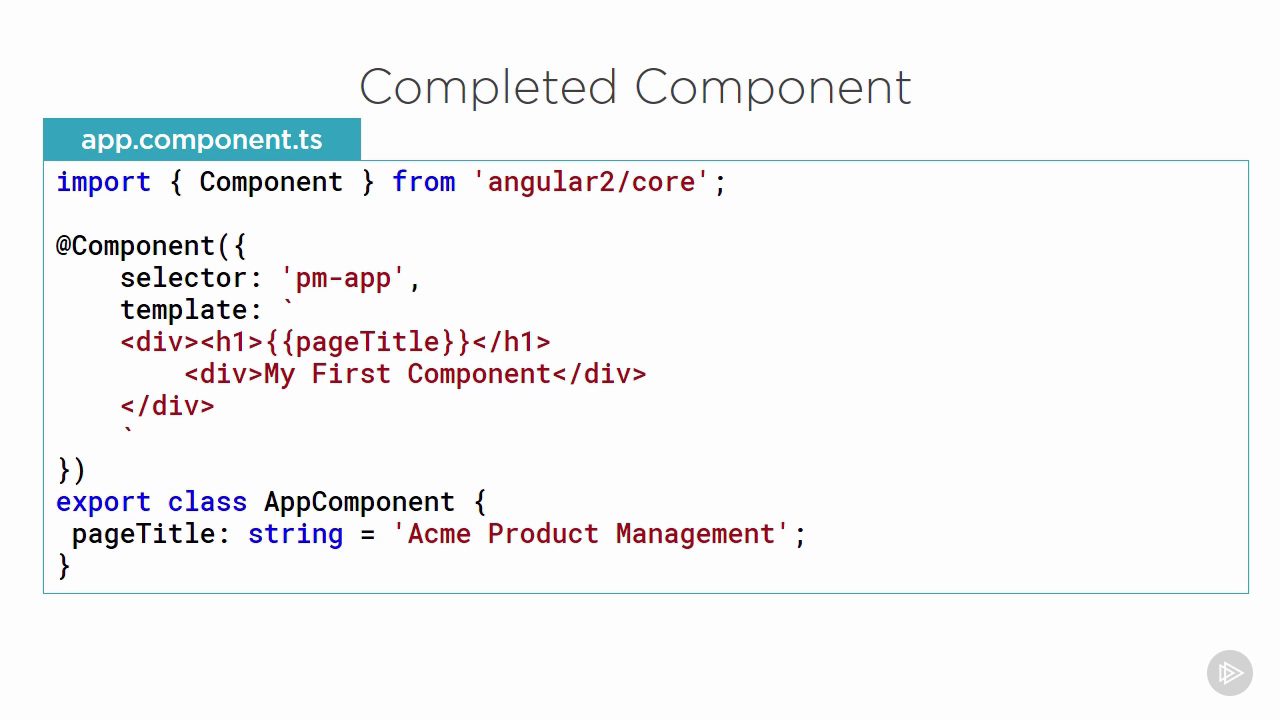 Completed Component
app.component.ts
import { Component } from 'angular2/core';

@Component({
    selector: 'pm-app',
    template: `
    <div><h1>{{pageTitle}}</h1>
        <div>My First Component</div>
    </div>
    `
})
export class AppComponent {
 pageTitle: string = 'Acme Product Management';
}